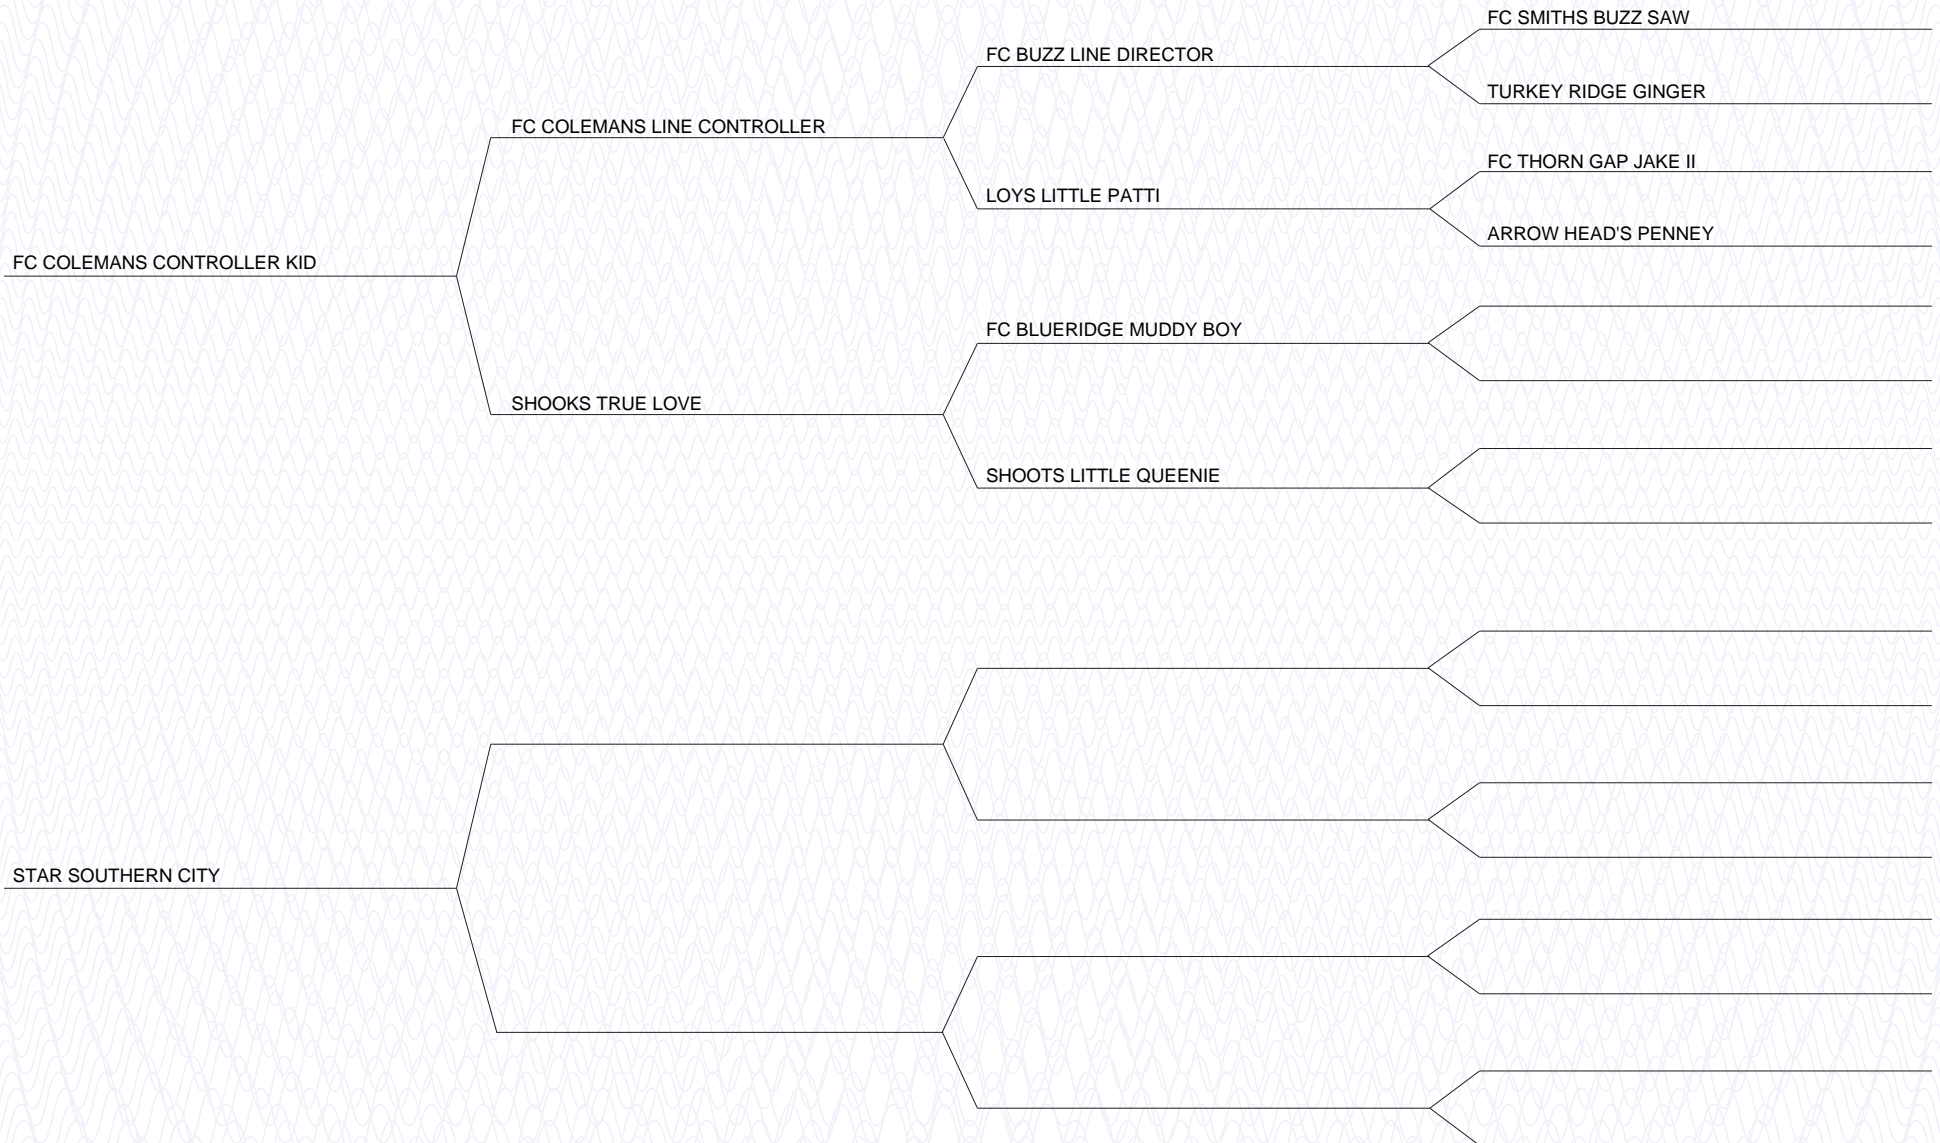 FC SMITHS BUZZ SAW
FC BUZZ LINE DIRECTOR
TURKEY RIDGE GINGER
FC COLEMANS LINE CONTROLLER
FC THORN GAP JAKE II
LOYS LITTLE PATTI
ARROW HEAD'S PENNEY
FC COLEMANS CONTROLLER KID
FC BLUERIDGE MUDDY BOY
SHOOKS TRUE LOVE
SHOOTS LITTLE QUEENIE
STAR SOUTHERN CITY